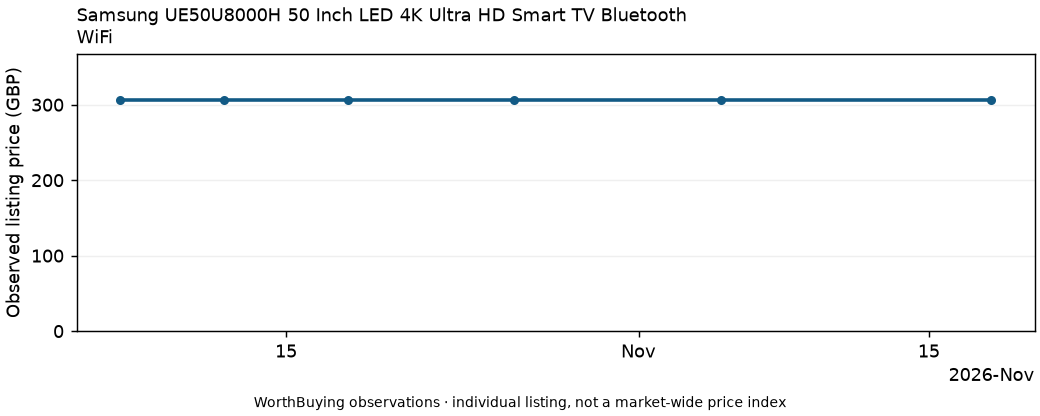 Samsung UE50U8000H 50 Inch LED 4K Ultra HD Smart TV Bluetooth
WiFi
Observed listing price (GBP)
300
200
100
0
15
Nov
15
2026-Nov
WorthBuying observations · individual listing, not a market-wide price index